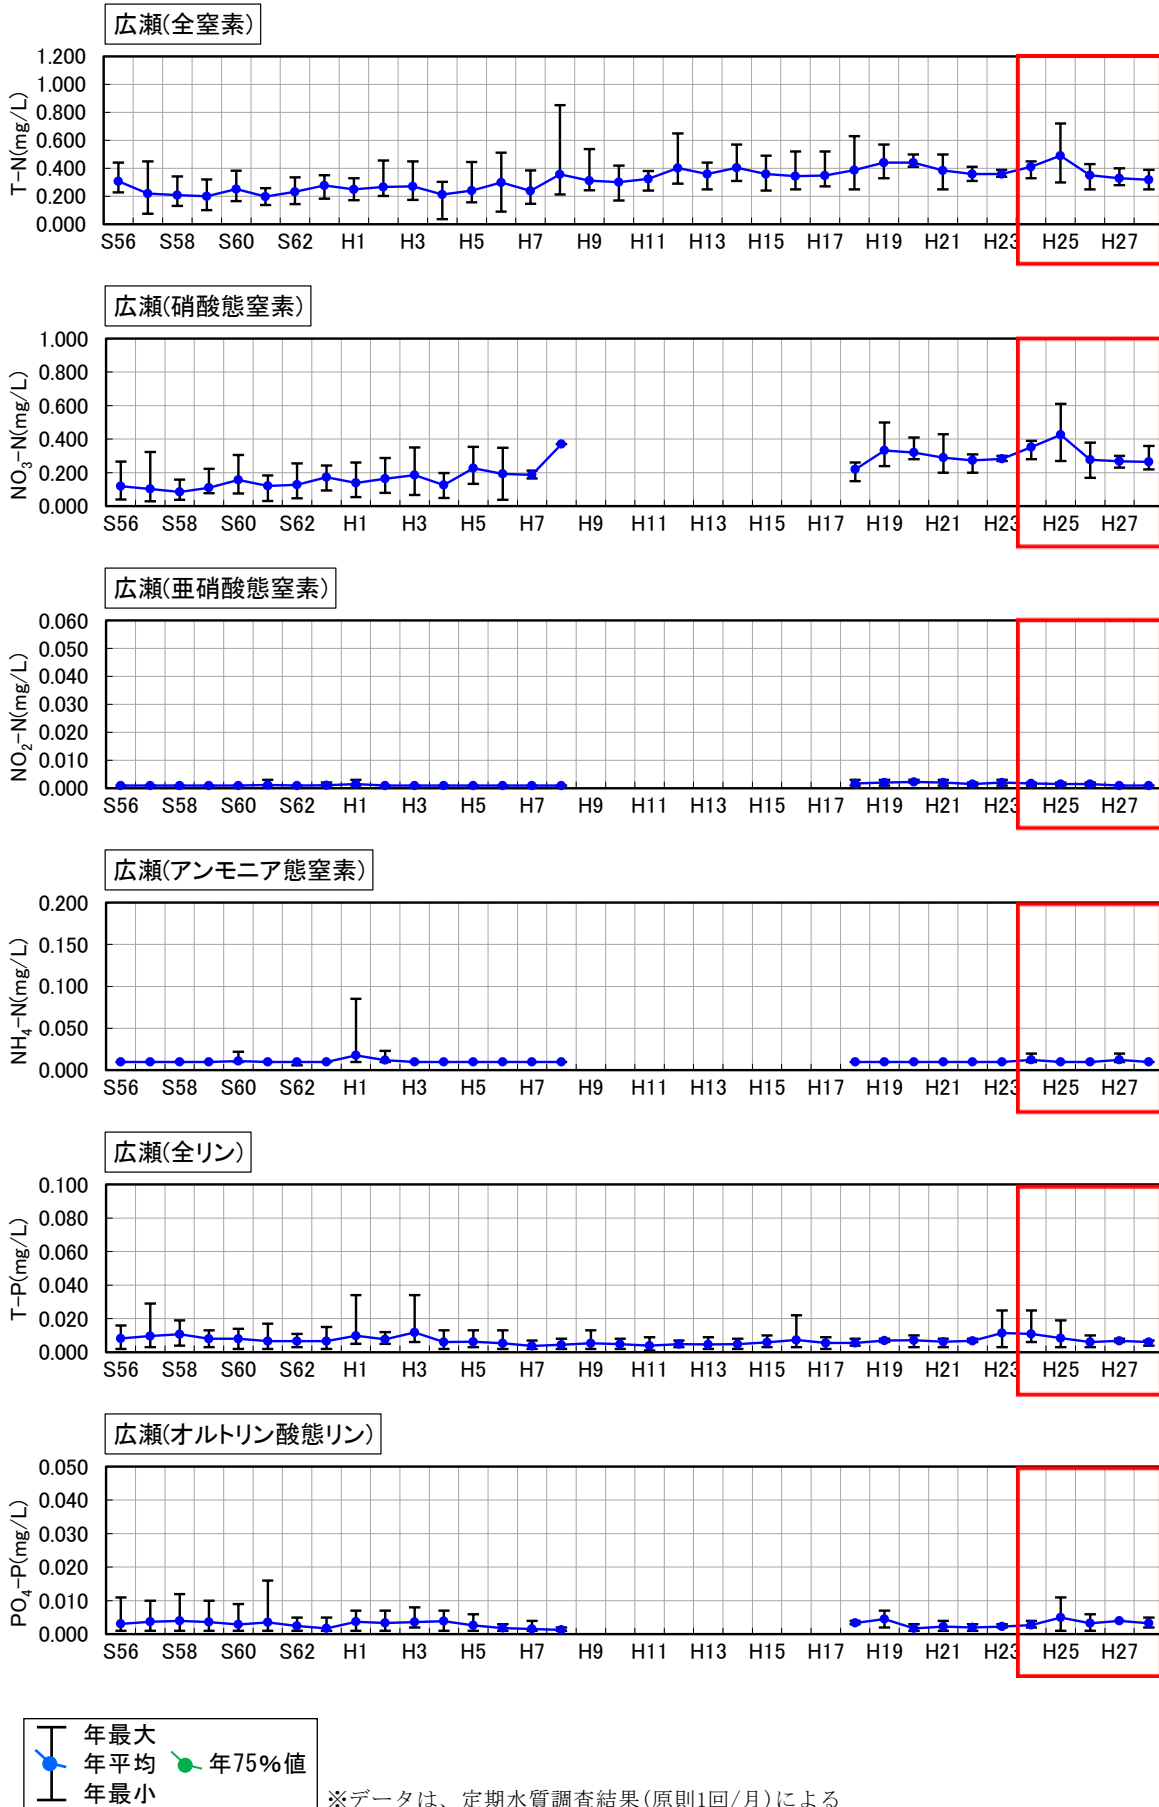 広瀬(全窒素)
T-N(mg/L)
1.200
1.000
0.800
0.600
0.400
0.200
0.000
S56 S58 S60 S62 H1 H3 H5 H7 H9 H11 H13 H15 H17 H19 H21 H23 H25 H27
広瀬(硝酸態窒素)
NO₃-N(mg/L)
1.000
0.800
0.600
0.400
0.200
0.000
S56 S58 S60 S62 H1 H3 H5 H7 H9 H11 H13 H15 H17 H19 H21 H23 H25 H27
広瀬(亜硝酸態窒素)
NO₂-N(mg/L)
0.060
0.050
0.040
0.030
0.020
0.010
0.000
S56 S58 S60 S62 H1 H3 H5 H7 H9 H11 H13 H15 H17 H19 H21 H23 H25 H27
広瀬(アンモニア態窒素)
NH₄-N(mg/L)
0.200
0.150
0.100
0.050
0.000
S56 S58 S60 S62 H1 H3 H5 H7 H9 H11 H13 H15 H17 H19 H21 H23 H25 H27
広瀬(全リン)
T-P(mg/L)
0.100
0.080
0.060
0.040
0.020
0.000
S56 S58 S60 S62 H1 H3 H5 H7 H9 H11 H13 H15 H17 H19 H21 H23 H25 H27
広瀬(オルトリン酸態リン)
PO₄-P(mg/L)
0.050
0.040
0.030
0.020
0.010
0.000
S56 S58 S60 S62 H1 H3 H5 H7 H9 H11 H13 H15 H17 H19 H21 H23 H25 H27
年最大
年平均 年75%値
年最小
※データは、定期水質調査結果(原則1回/月)による